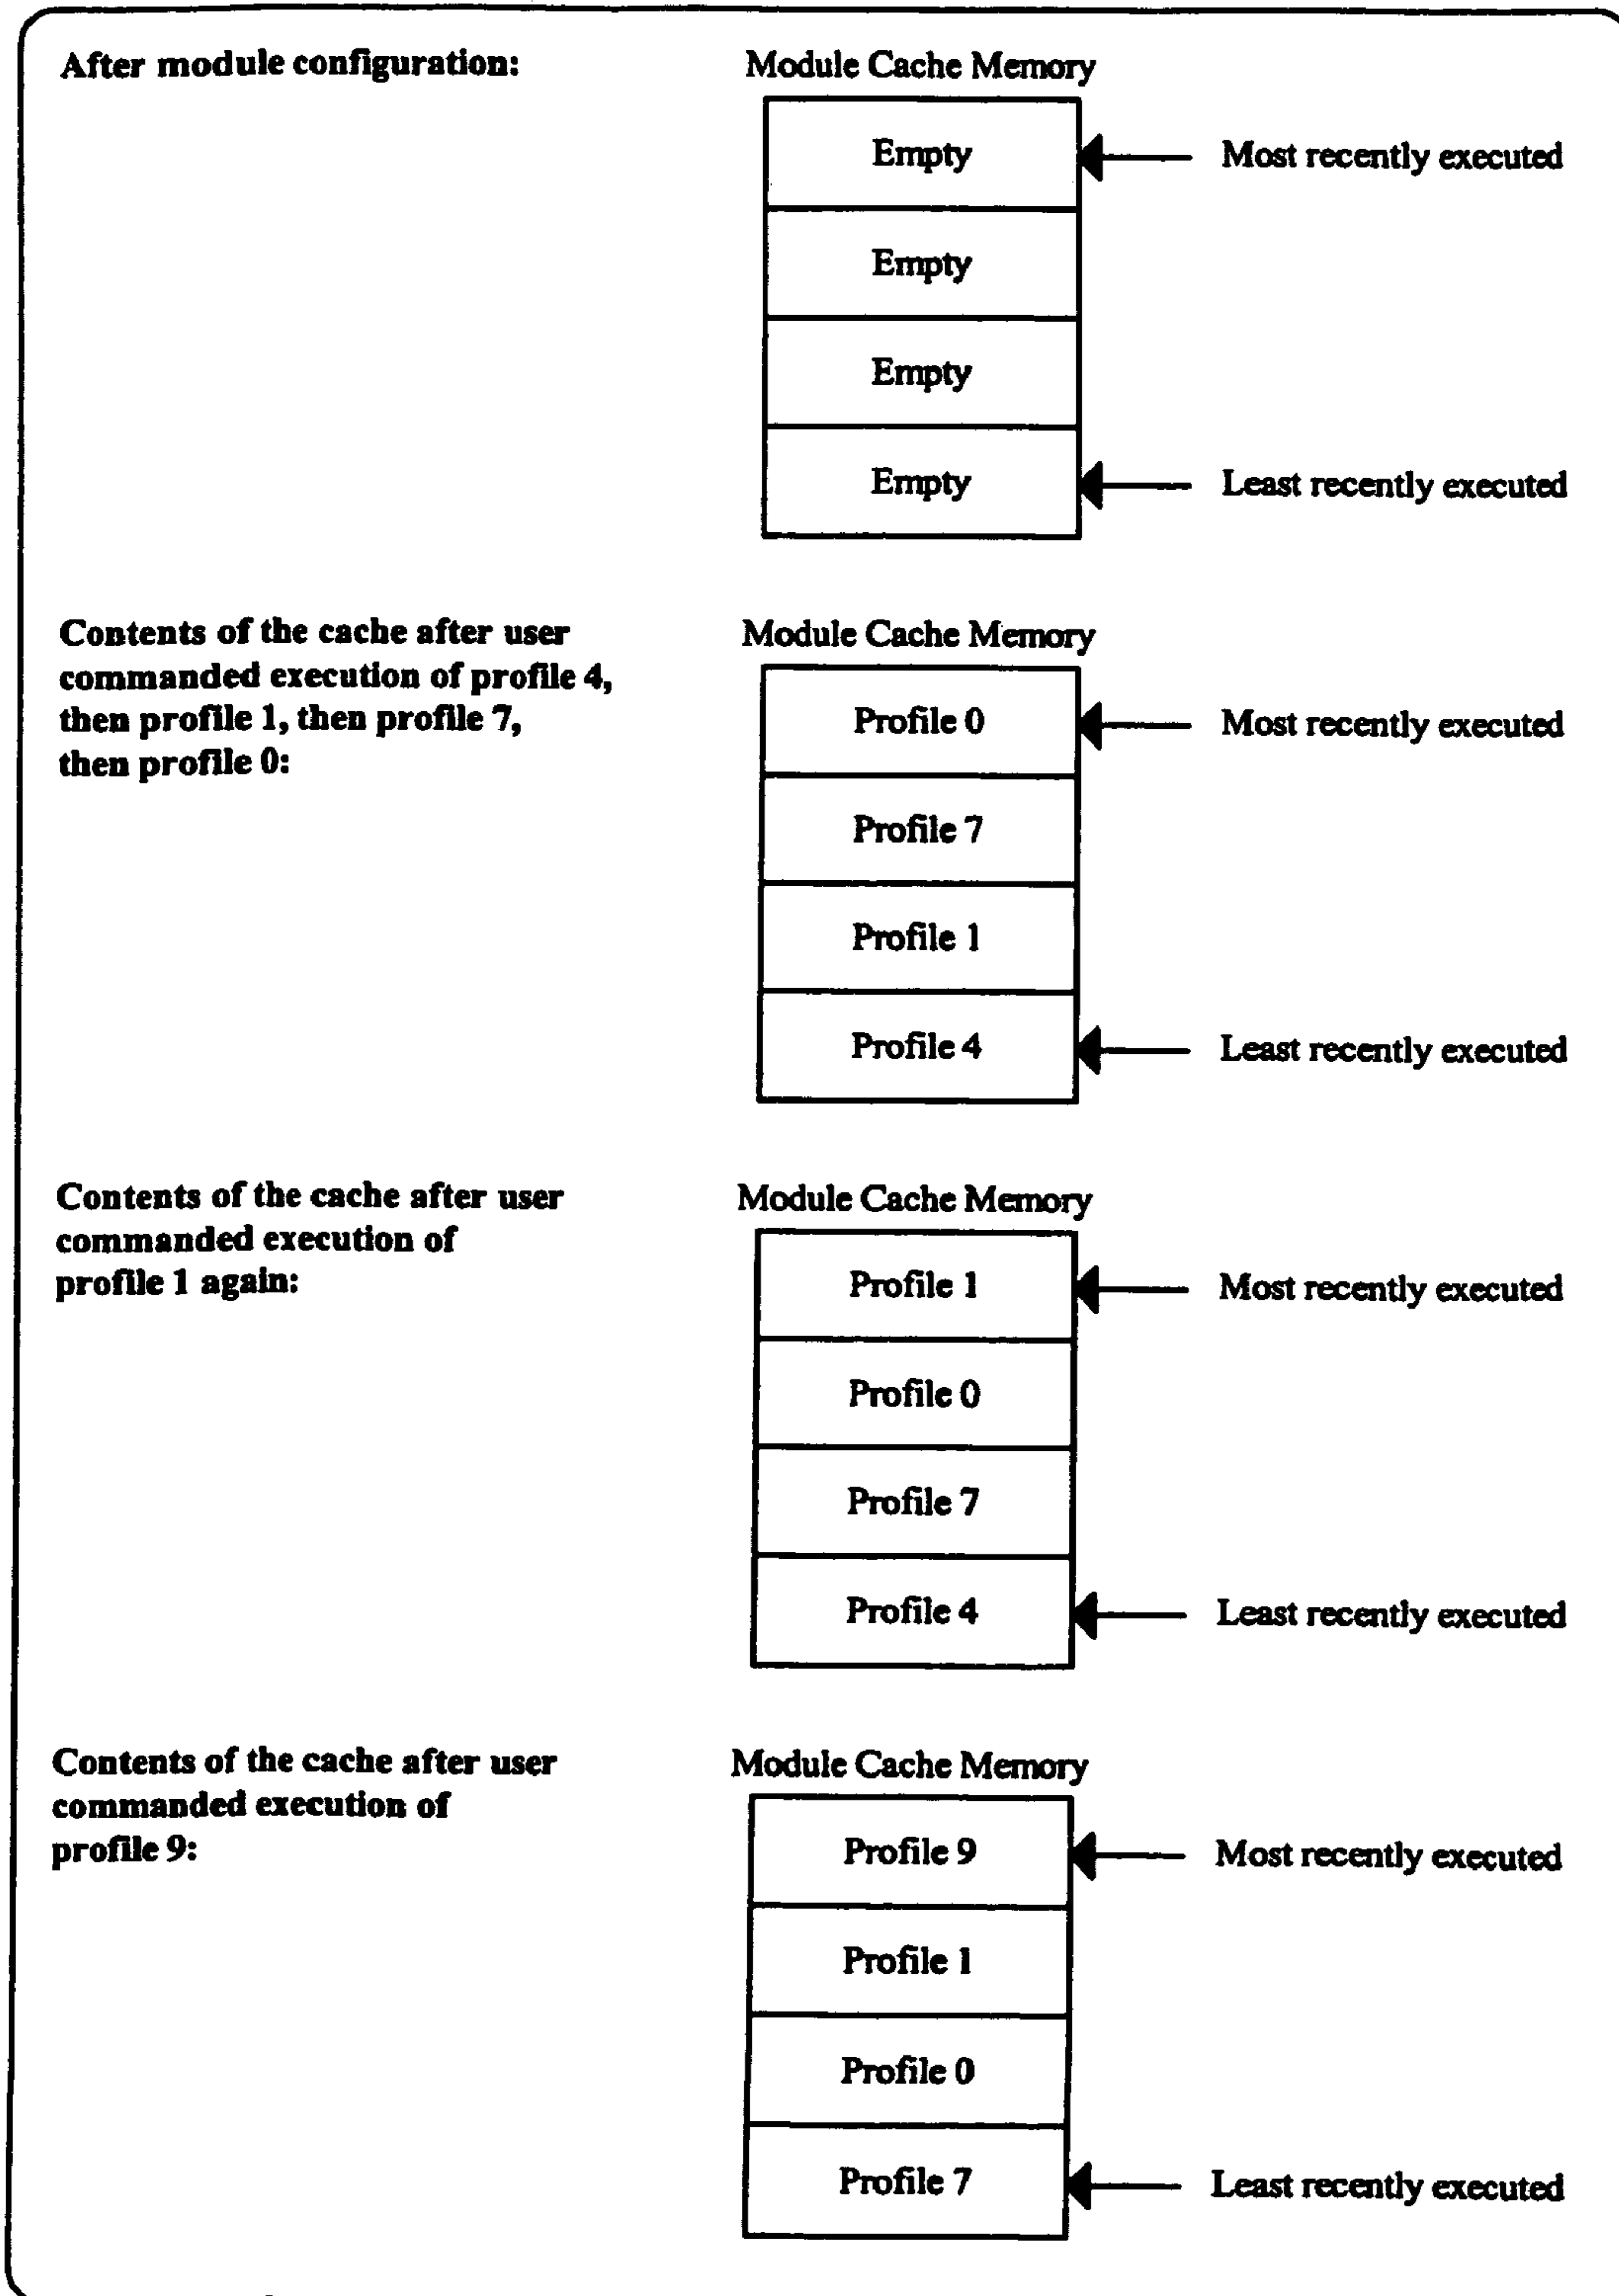 After module configuration:
Module Cache Memory
Empty
Most recently executed
Empty
Empty
Empty
Least recently executed
Contents of the cache after user
commanded execution of profile 4,
then profile 1, then profile 7,
then profile 0:
Module Cache Memory
Profile 0
Most recently executed
Profile 7
Profile 1
Profile 4
Least recently executed
Contents of the cache after user
commanded execution of
profile 1 again:
Module Cache Memory
Profile 1
Most recently executed
Profile 0
Profile 7
Profile 4
Least recently executed
Contents of the cache after user
commanded execution of
profile 9:
Module Cache Memory
Profile 9
Most recently executed
Profile 1
Profile 0
Profile 7
Least recently executed